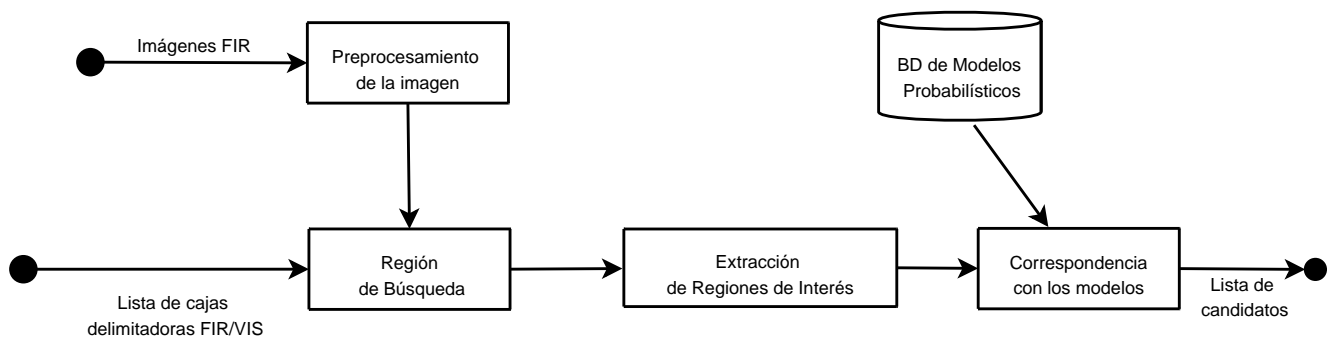 Imágenes FIR
Preprocesamiento
de la imagen
BD de Modelos
Probabilísticos
Lista de cajas
delimitadoras FIR/VIS
Región
de Búsqueda
Extracción
de Regiones de Interés
Correspondencia
con los modelos
Lista de
candidatos